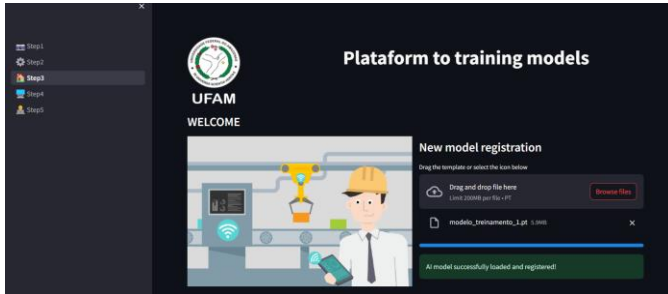 Step1
Step2
Step3
Step4
Step5
UFAM
WELCOME
Plataform to training models
New model registration
Drag the template or select the icon below
Drag and drop file here
Limit 200MB per file • PT
Browse files
modelo_treinamento_1.pt 5.9MB
AI model successfully loaded and registered!